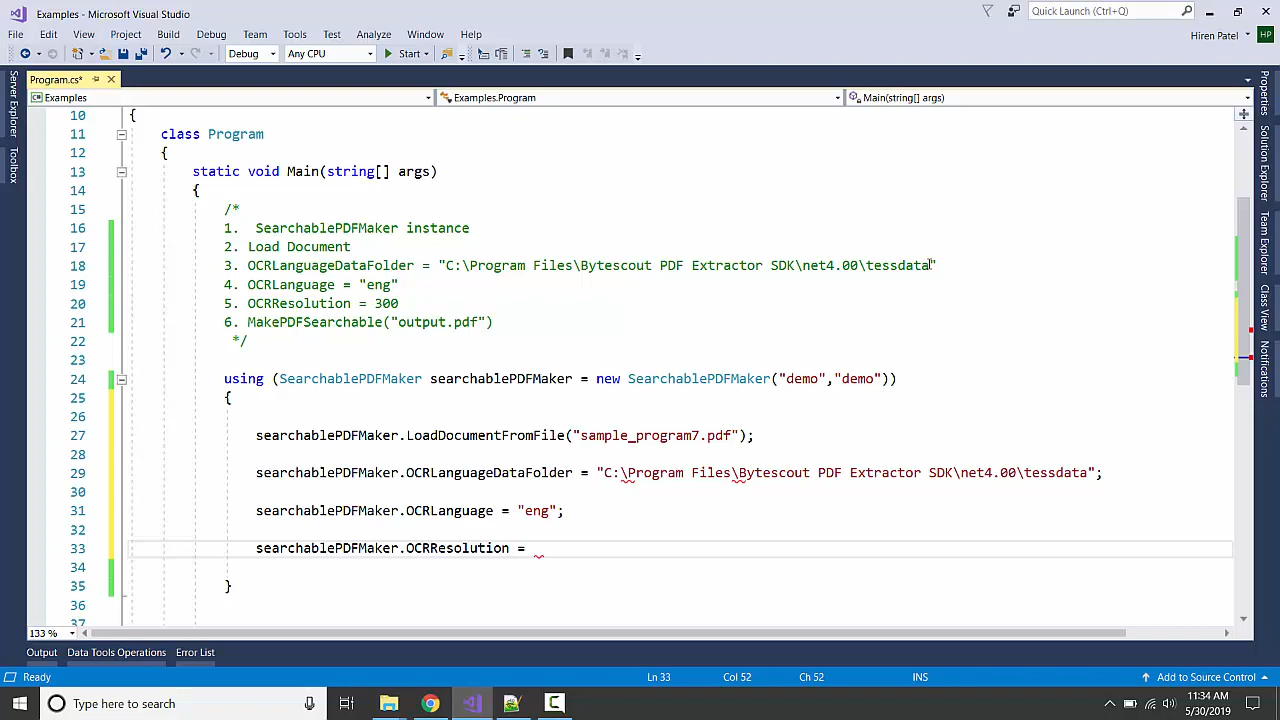 Examples - Microsoft Visual Studio
Quick Launch (Ctrl+Q)
File Edit View Project Build Debug Team Tools Test Analyze Window Help
Hiren Patel HP
Debug Any CPU Start
Program.cs*
Examples Examples.Program Main(string[] args)
10 {
11 class Program
12 {
13 static void Main(string[] args)
14 {
15 /*
16 1. SearchablePDFMaker instance
17 2. Load Document
18 3. OCRLanguageDataFolder = "C:\Program Files\Bytescout PDF Extractor SDK\net4.00\tessdata"
19 4. OCRLanguage = "eng"
20 5. OCRResolution = 300
21 6. MakePDFSearchable("output.pdf")
22 */
23
24 using (SearchablePDFMaker searchablePDFMaker = new SearchablePDFMaker("demo","demo"))
25 {
26
27 searchablePDFMaker.LoadDocumentFromFile("sample_program7.pdf");
28
29 searchablePDFMaker.OCRLanguageDataFolder = "C:\Program Files\Bytescout PDF Extractor SDK\net4.00\tessdata";
30
31 searchablePDFMaker.OCRLanguage = "eng";
32
33 searchablePDFMaker.OCRResolution =
34
35 }
36
37
Server Explorer
Toolbox
Properties
Solution Explorer
Team Explorer
Class View
Notifications
133 %
Output Data Tools Operations Error List
Ready Ln 33 Col 52 Ch 52 INS Add to Source Control
Type here to search
11:34 AM
5/30/2019